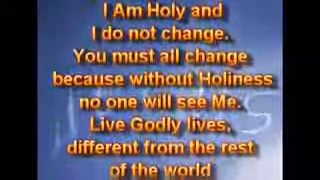 I Am Holy and
I do not change.
You must all change
because without Holiness
no one will see Me.
Live Godly lives,
different from the rest
of the world